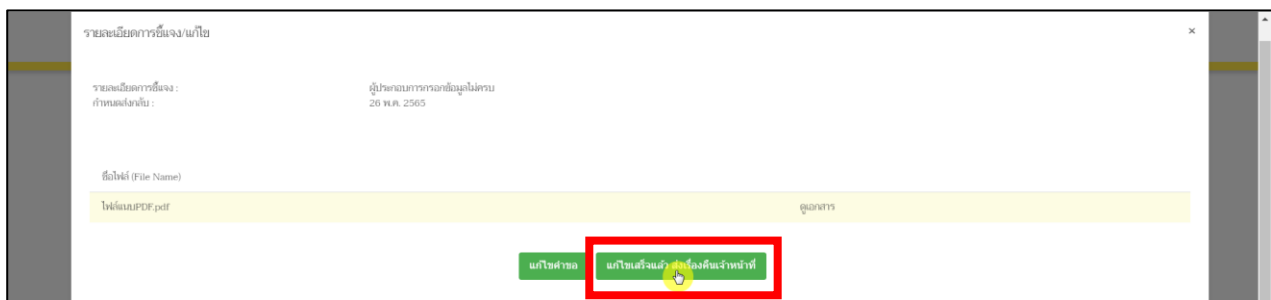 รายละเอียดการชี้แจง/แก้ไข ×
รายละเอียดการชี้แจง : ผู้ประกอบการกรอกข้อมูลไม่ครบ
กำหนดส่งกลับ : 26 พ.ค. 2565
ชื่อไฟล์ (File Name)
ไฟล์แนบPDF.pdf ดูเอกสาร
แก้ไขคำขอ แก้ไขเสร็จแล้ว ส่งเรื่องคืนเจ้าหน้าที่